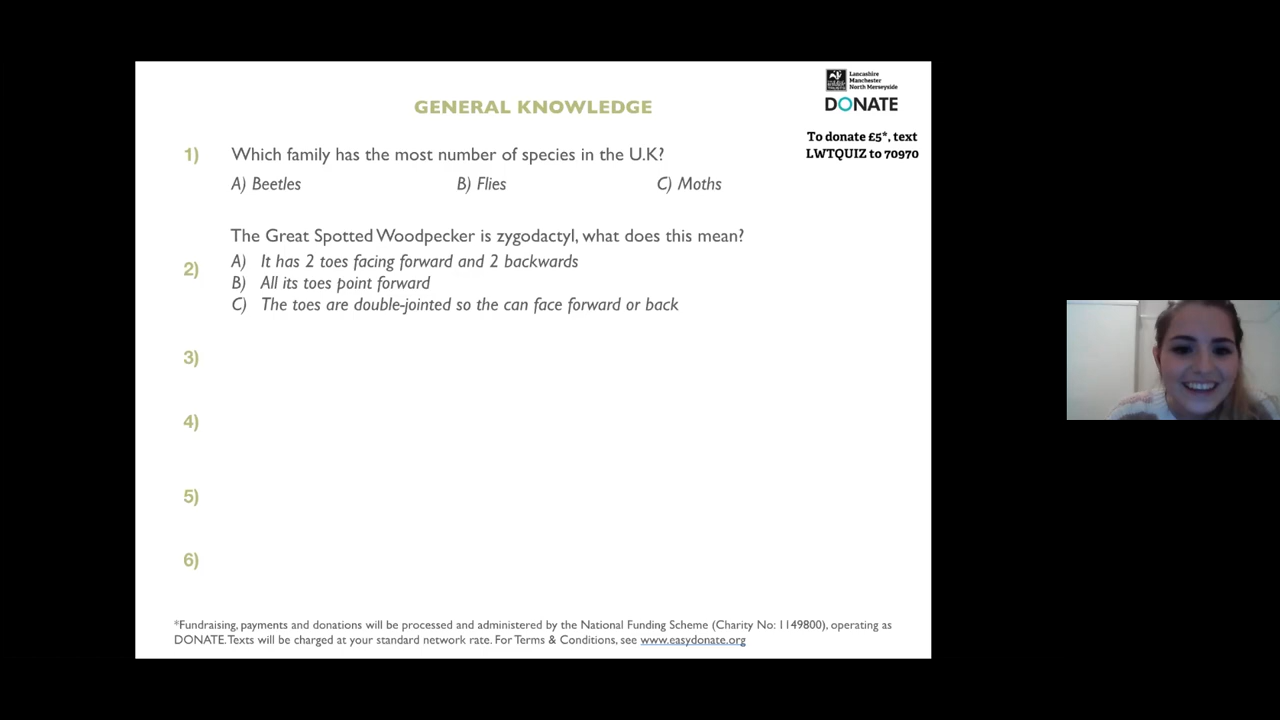 Lancashire
Manchester
North Merseyside
DONATE
To donate £5*, text
LWTQUIZ to 70970
GENERAL KNOWLEDGE
1) Which family has the most number of species in the U.K?
A) Beetles B) Flies C) Moths
The Great Spotted Woodpecker is zygodactyl, what does this mean?
2)
A) It has 2 toes facing forward and 2 backwards
B) All its toes point forward
C) The toes are double-jointed so the can face forward or back
3)
4)
5)
6)
*Fundraising, payments and donations will be processed and administered by the National Funding Scheme (Charity No: 1149800), operating as
DONATE. Texts will be charged at your standard network rate. For Terms & Conditions, see www.easydonate.org